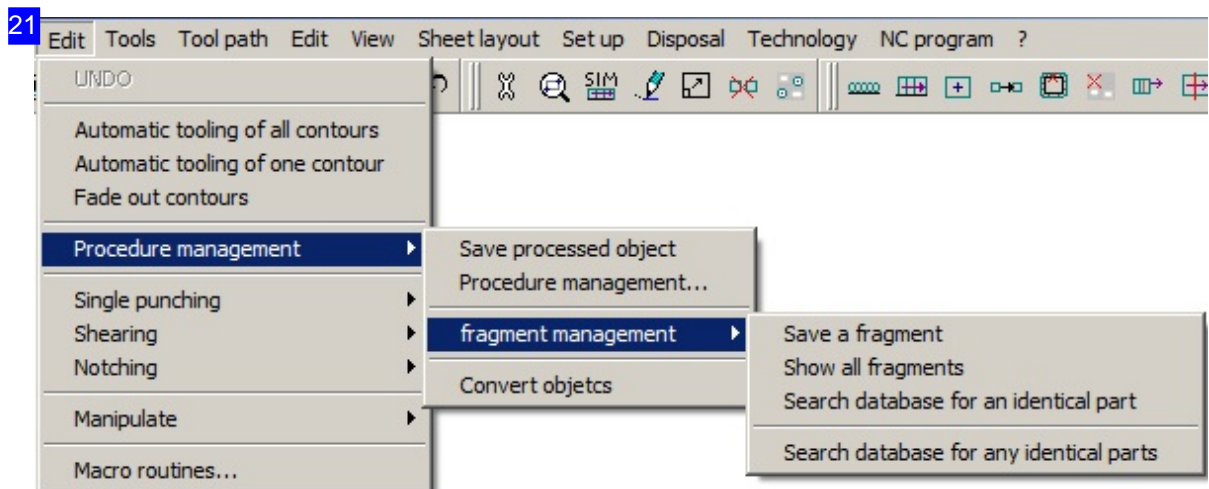 21
Edit Tools Tool path Edit View Sheet layout Set up Disposal Technology NC program ?
UNDO
SIM
Automatic tooling of all contours
Automatic tooling of one contour
Fade out contours
Procedure management
Save processed object
Procedure management...
Single punching
Shearing
fragment management
Save a fragment
Show all fragments
Notching
Convert objetcs
Search database for an identical part
Manipulate
Search database for any identical parts
Macro routines...